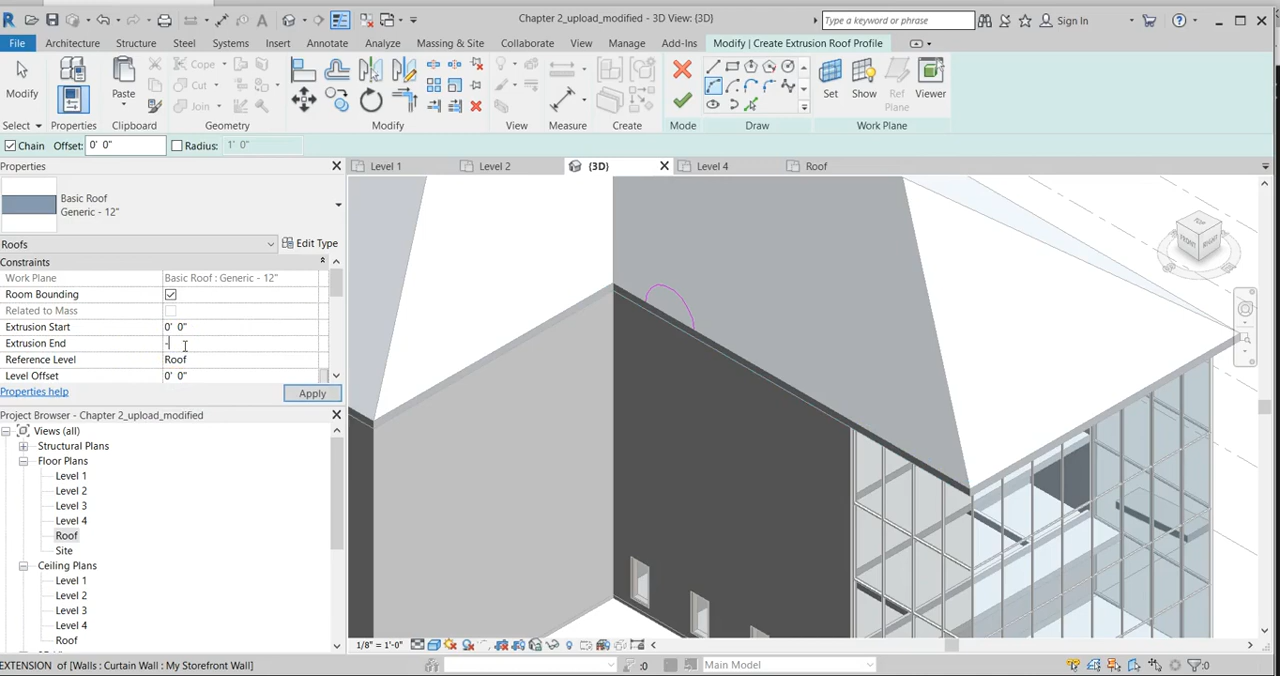 Chapter 2_upload_modified - 3D View: {3D}
Type a keyword or phrase
Sign In
File Architecture Structure Steel Systems Insert Annotate Analyze Massing & Site Collaborate View Manage Add-Ins Modify | Create Extrusion Roof Profile
Modify
Properties
Paste
Cope
Cut
Join
Set Show Ref Plane Viewer
Select Properties Clipboard Geometry Modify View Measure Create Mode Draw Work Plane
Chain Offset: 0' 0" Radius: 1' 0"
Properties
Level 1 Level 2 {3D} Level 4 Roof
Basic Roof
Generic - 12"
Roofs Edit Type
Constraints
Work Plane Basic Roof : Generic - 12"
Room Bounding
Related to Mass
Extrusion Start 0' 0"
Extrusion End -
Reference Level Roof
Level Offset 0' 0"
Properties help Apply
Project Browser - Chapter 2_upload_modified
Views (all)
Structural Plans
Floor Plans
Level 1
Level 2
Level 3
Level 4
Roof
Site
Ceiling Plans
Level 1
Level 2
Level 3
Level 4
Roof
TOP
FRONT
RIGHT
1/8" = 1'-0"
EXTENSION of [Walls : Curtain Wall : My Storefront Wall]
:0
Main Model
:0